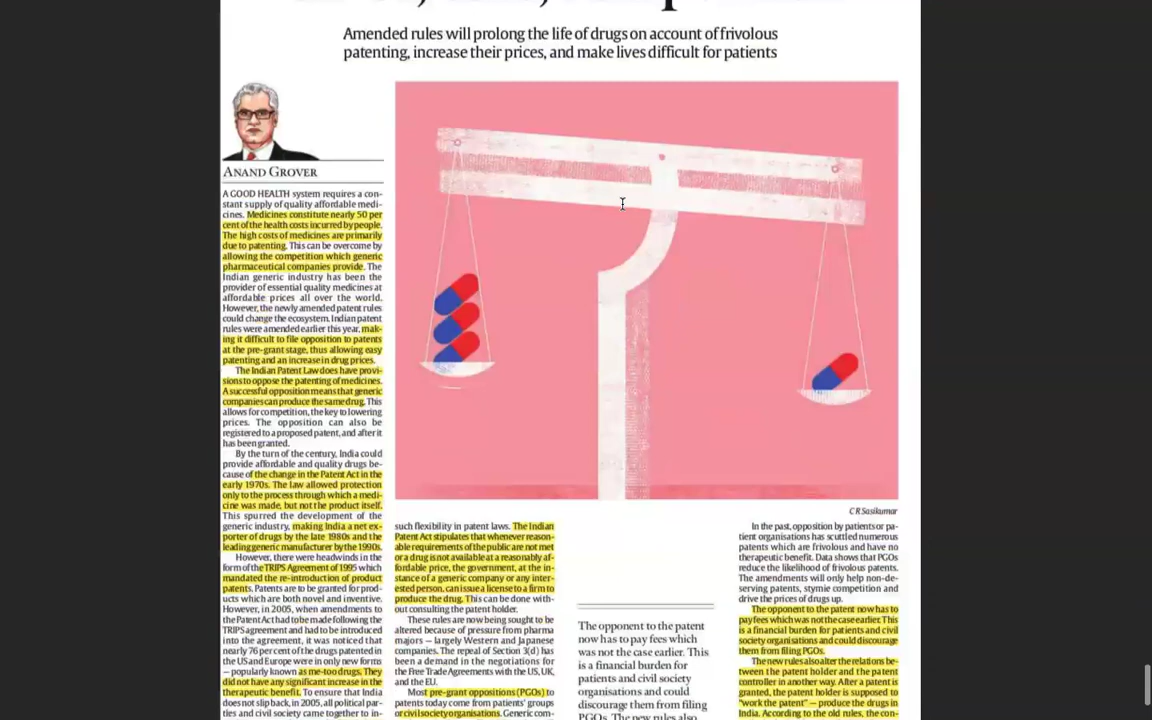 Amended rules will prolong the life of drugs on account of frivolous
patenting, increase their prices, and make lives difficult for patients
ANAND GROVER
A GOOD HEALTH system requires a con-
stant supply of quality affordable medi-
cines. Medicines constitute nearly 50 per
cent of the health costs incurred by people.
The high costs of medicines are primarily
due to patenting. This can be overcome by
allowing the competition which generic
pharmaceutical companies provide. The
Indian generic industry has been the
provider of essential quality medicines at
affordable prices all over the world.
However, the newly amended patent rules
could change the ecosystem. Indian patent
rules were amended earlier this year, mak-
ing it difficult to file opposition to patents
at the pre-grant stage, thus allowing easy
patenting and an increase in drug prices.
The Indian Patent Law does have provi-
sions to oppose the patenting of medicines.
A successful opposition means that generic
companies can produce the same drug. This
allows for competition, the key to lowering
prices. The opposition can also be
registered to a proposed patent, and after it
has been granted.
By the turn of the century, India could
provide affordable and quality drugs be-
cause of the change in the Patent Act in the
early 1970s. The law allowed protection
only to the process through which a medi-
cine was made, but not the product itself.
This spurred the development of the
generic industry, making India a net ex-
porter of drugs by the late 1980s and the
leading generic manufacturer by the 1990s.
However, there were headwinds in the
form of the TRIPS Agreement of 1995 which
mandated the re-introduction of product
patents. Patents are to be granted for prod-
ucts which are both novel and inventive.
However, in 2005, when amendments to
the Patent Act had to be made following the
TRIPS agreement and had to be introduced
into the agreement, it was noticed that
nearly 76 per cent of the drugs patented in
the US and Europe were in only new forms
— popularly known as me-too drugs. They
did not have any significant increase in the
therapeutic benefit. To ensure that India
does not slip back, in 2005, all political par-
ties and civil society came together to in-
C R Sasikumar
such flexibility in patent laws. The Indian
Patent Act stipulates that whenever reason-
able requirements of the public are not met
or a drug is not available at a reasonably af-
fordable price, the government, at the in-
stance of a generic company or any inter-
ested person, can issue a license to a firm to
produce the drug. This can be done with-
out consulting the patent holder.
These rules are now being sought to be
altered because of pressure from pharma
majors — largely Western and Japanese
companies. The repeal of Section 3(d) has
been a demand in the negotiations for
the Free Trade Agreements with the US, UK,
and the EU.
Most pre-grant oppositions (PGOs) to
patents today come from patients' groups
or civil society organisations. Generic com-
The opponent to the patent
now has to pay fees which
was not the case earlier. This
is a financial burden for
patients and civil society
organisations and could
discourage them from filing
PGOs. The new rules also
In the past, opposition by patients or pa-
tient organisations has scuttled numerous
patents which are frivolous and have no
therapeutic benefit. Data shows that PGOs
reduce the likelihood of frivolous patents.
The amendments will only help non-de-
serving patents, stymie competition and
drive the prices of drugs up.
The opponent to the patent now has to
pay fees which was not the case earlier. This
is a financial burden for patients and civil
society organisations and could discourage
them from filing PGOs.
The new rules also alter the relations be-
tween the patent holder and the patent
controller in another way. After a patent is
granted, the patent holder is supposed to
"work the patent" — produce the drugs in
India. According to the old rules, the con-